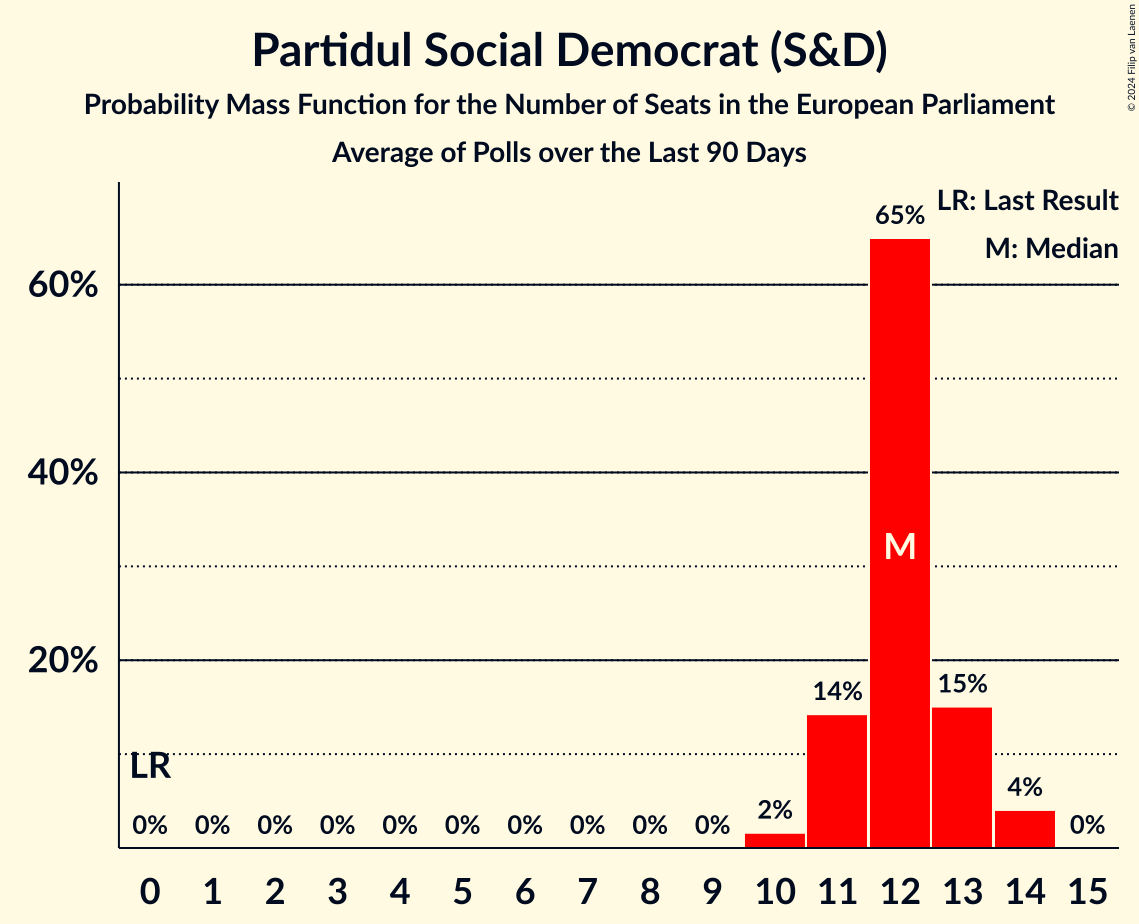 Partidul Social Democrat (S&D)
Probability Mass Function for the Number of Seats in the European Parliament
Average of Polls over the Last 90 Days
© 2024 Filip van Laenen
LR: Last Result
M: Median
60%
40%
20%
65%
M
14%
15%
LR
4%
2%
0% 0% 0% 0% 0% 0% 0% 0% 0% 0% 0%
0 1 2 3 4 5 6 7 8 9 10 11 12 13 14 15